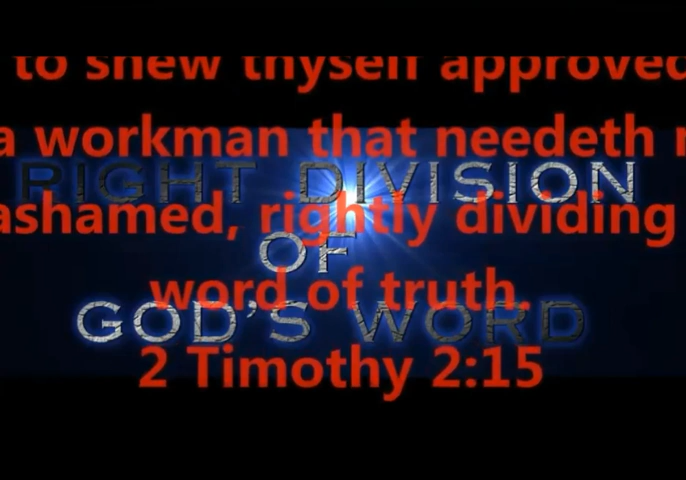 to shew thyself approved
a workman that needeth
RIGHT DIVISION
ashamed, rightly dividing
OF
word of truth.
GOD'S WORD
2 Timothy 2:15